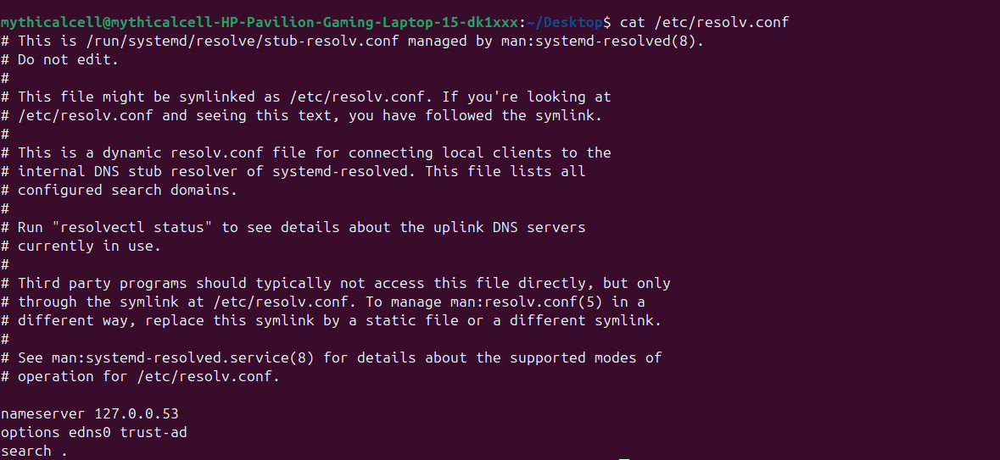 mythicalcell@mythicalcell-HP-Pavilion-Gaming-Laptop-15-dk1xxx:~/Desktop$ cat /etc/resolv.conf
# This is /run/systemd/resolve/stub-resolv.conf managed by man:systemd-resolved(8).
# Do not edit.
#
# This file might be symlinked as /etc/resolv.conf. If you're looking at
# /etc/resolv.conf and seeing this text, you have followed the symlink.
#
# This is a dynamic resolv.conf file for connecting local clients to the
# internal DNS stub resolver of systemd-resolved. This file lists all
# configured search domains.
#
# Run "resolvectl status" to see details about the uplink DNS servers
# currently in use.
#
# Third party programs should typically not access this file directly, but only
# through the symlink at /etc/resolv.conf. To manage man:resolv.conf(5) in a
# different way, replace this symlink by a static file or a different symlink.
#
# See man:systemd-resolved.service(8) for details about the supported modes of
# operation for /etc/resolv.conf.

nameserver 127.0.0.53
options edns0 trust-ad
search .